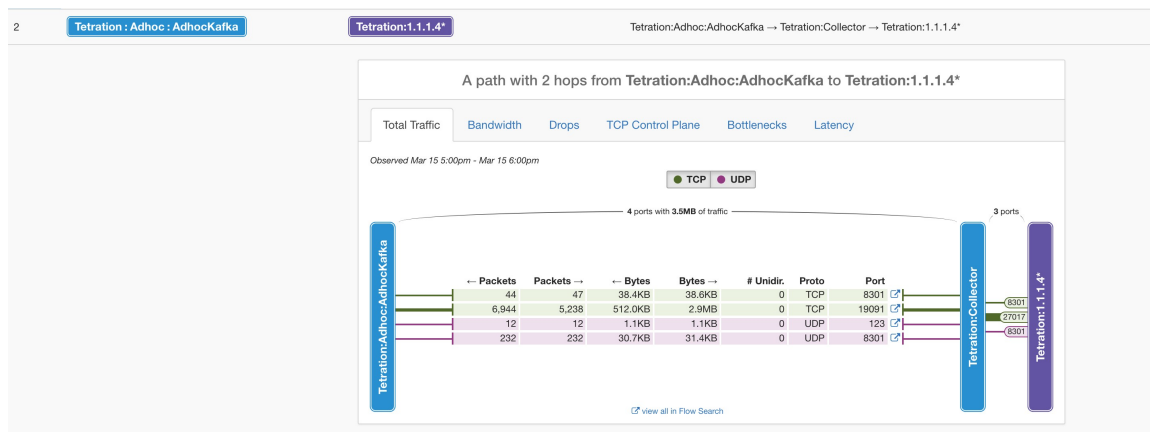 2 Tetration : Adhoc : AdhocKafka Tetration:1.1.1.4* Tetration:Adhoc:AdhocKafka → Tetration:Collector → Tetration:1.1.1.4*
A path with 2 hops from Tetration:Adhoc:AdhocKafka to Tetration:1.1.1.4*
Total Traffic Bandwidth Drops TCP Control Plane Bottlenecks Latency
Observed Mar 15 5:00pm - Mar 15 6:00pm
TCP UDP
4 ports with 3.5MB of traffic 3 ports
Tetration:Adhoc:AdhocKafka
← Packets Packets → ← Bytes Bytes → # Unidir. Proto Port
44 47 38.4KB 38.6KB 0 TCP 8301
6,944 5,238 512.0KB 2.9MB 0 TCP 19091
12 12 1.1KB 1.1KB 0 UDP 123
232 232 30.7KB 31.4KB 0 UDP 8301
Tetration:Collector
8301
27017
8301
Tetration:1.1.1.4*
view all in Flow Search